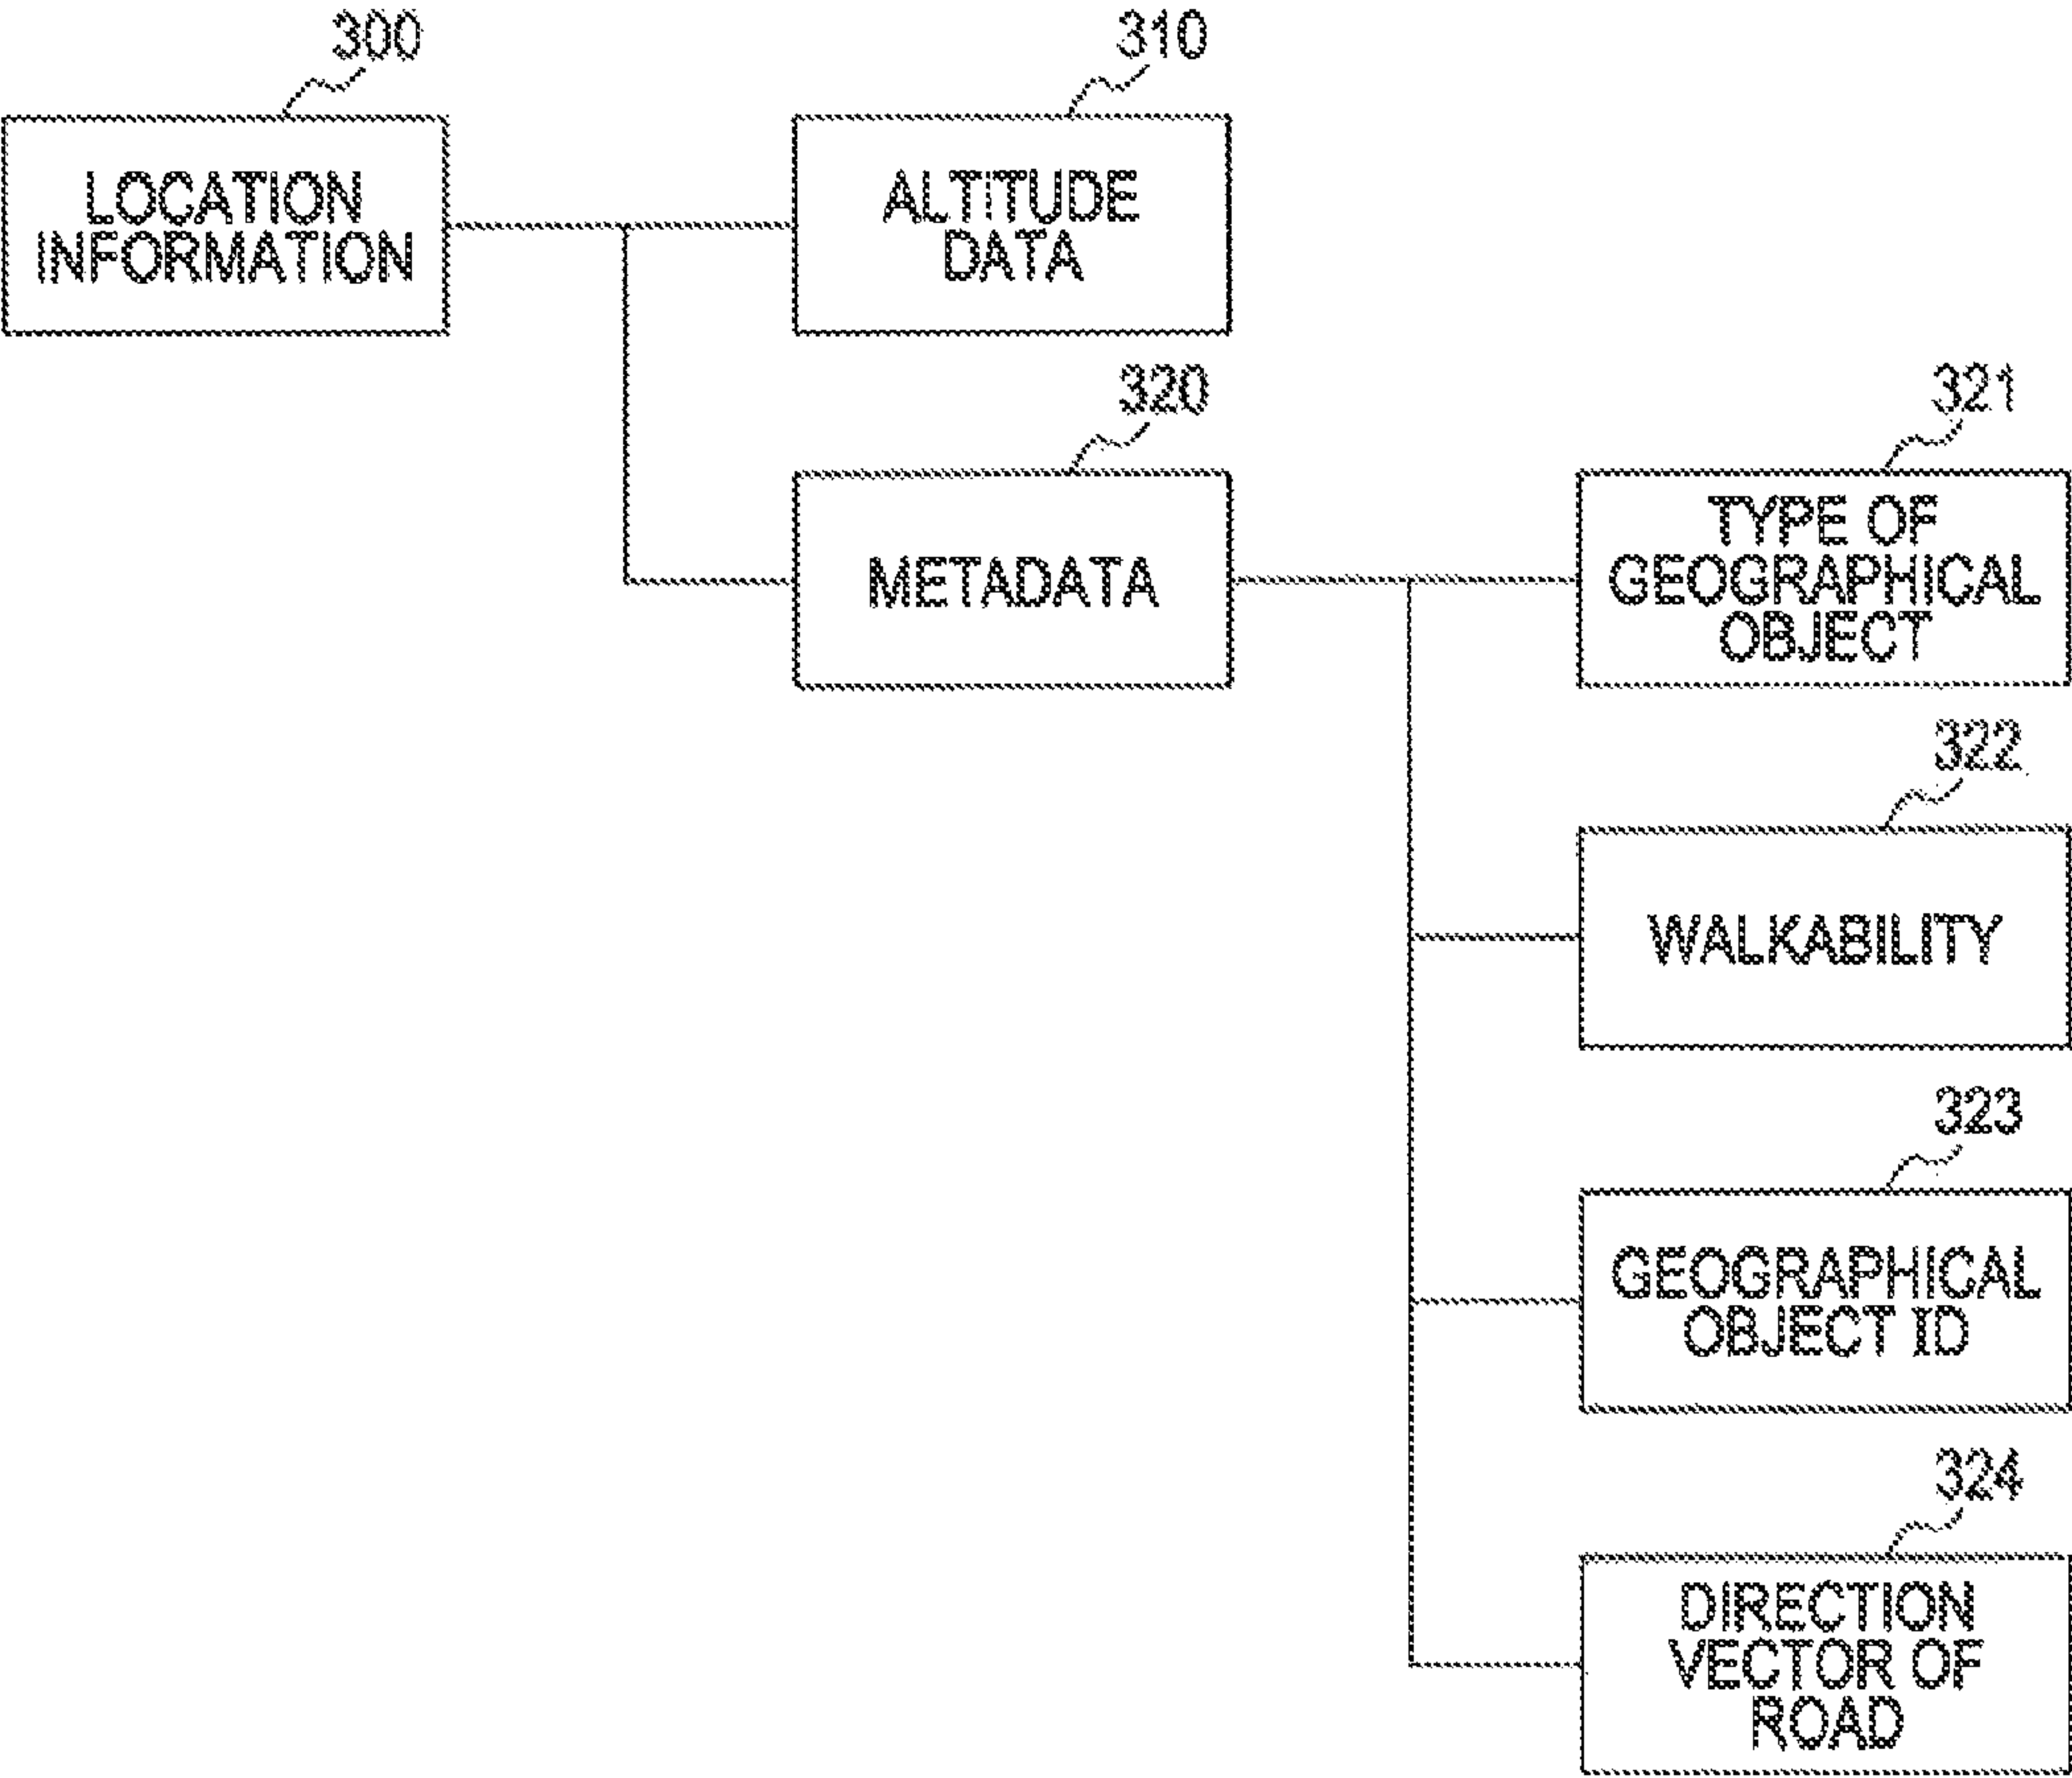 300
LOCATION
INFORMATION
310
ALTITUDE
DATA
320
METADATA
321
TYPE OF
GEOGRAPHICAL
OBJECT
322
WALKABILITY
323
GEOGRAPHICAL
OBJECT ID
324
DIRECTION
VECTOR OF
ROAD